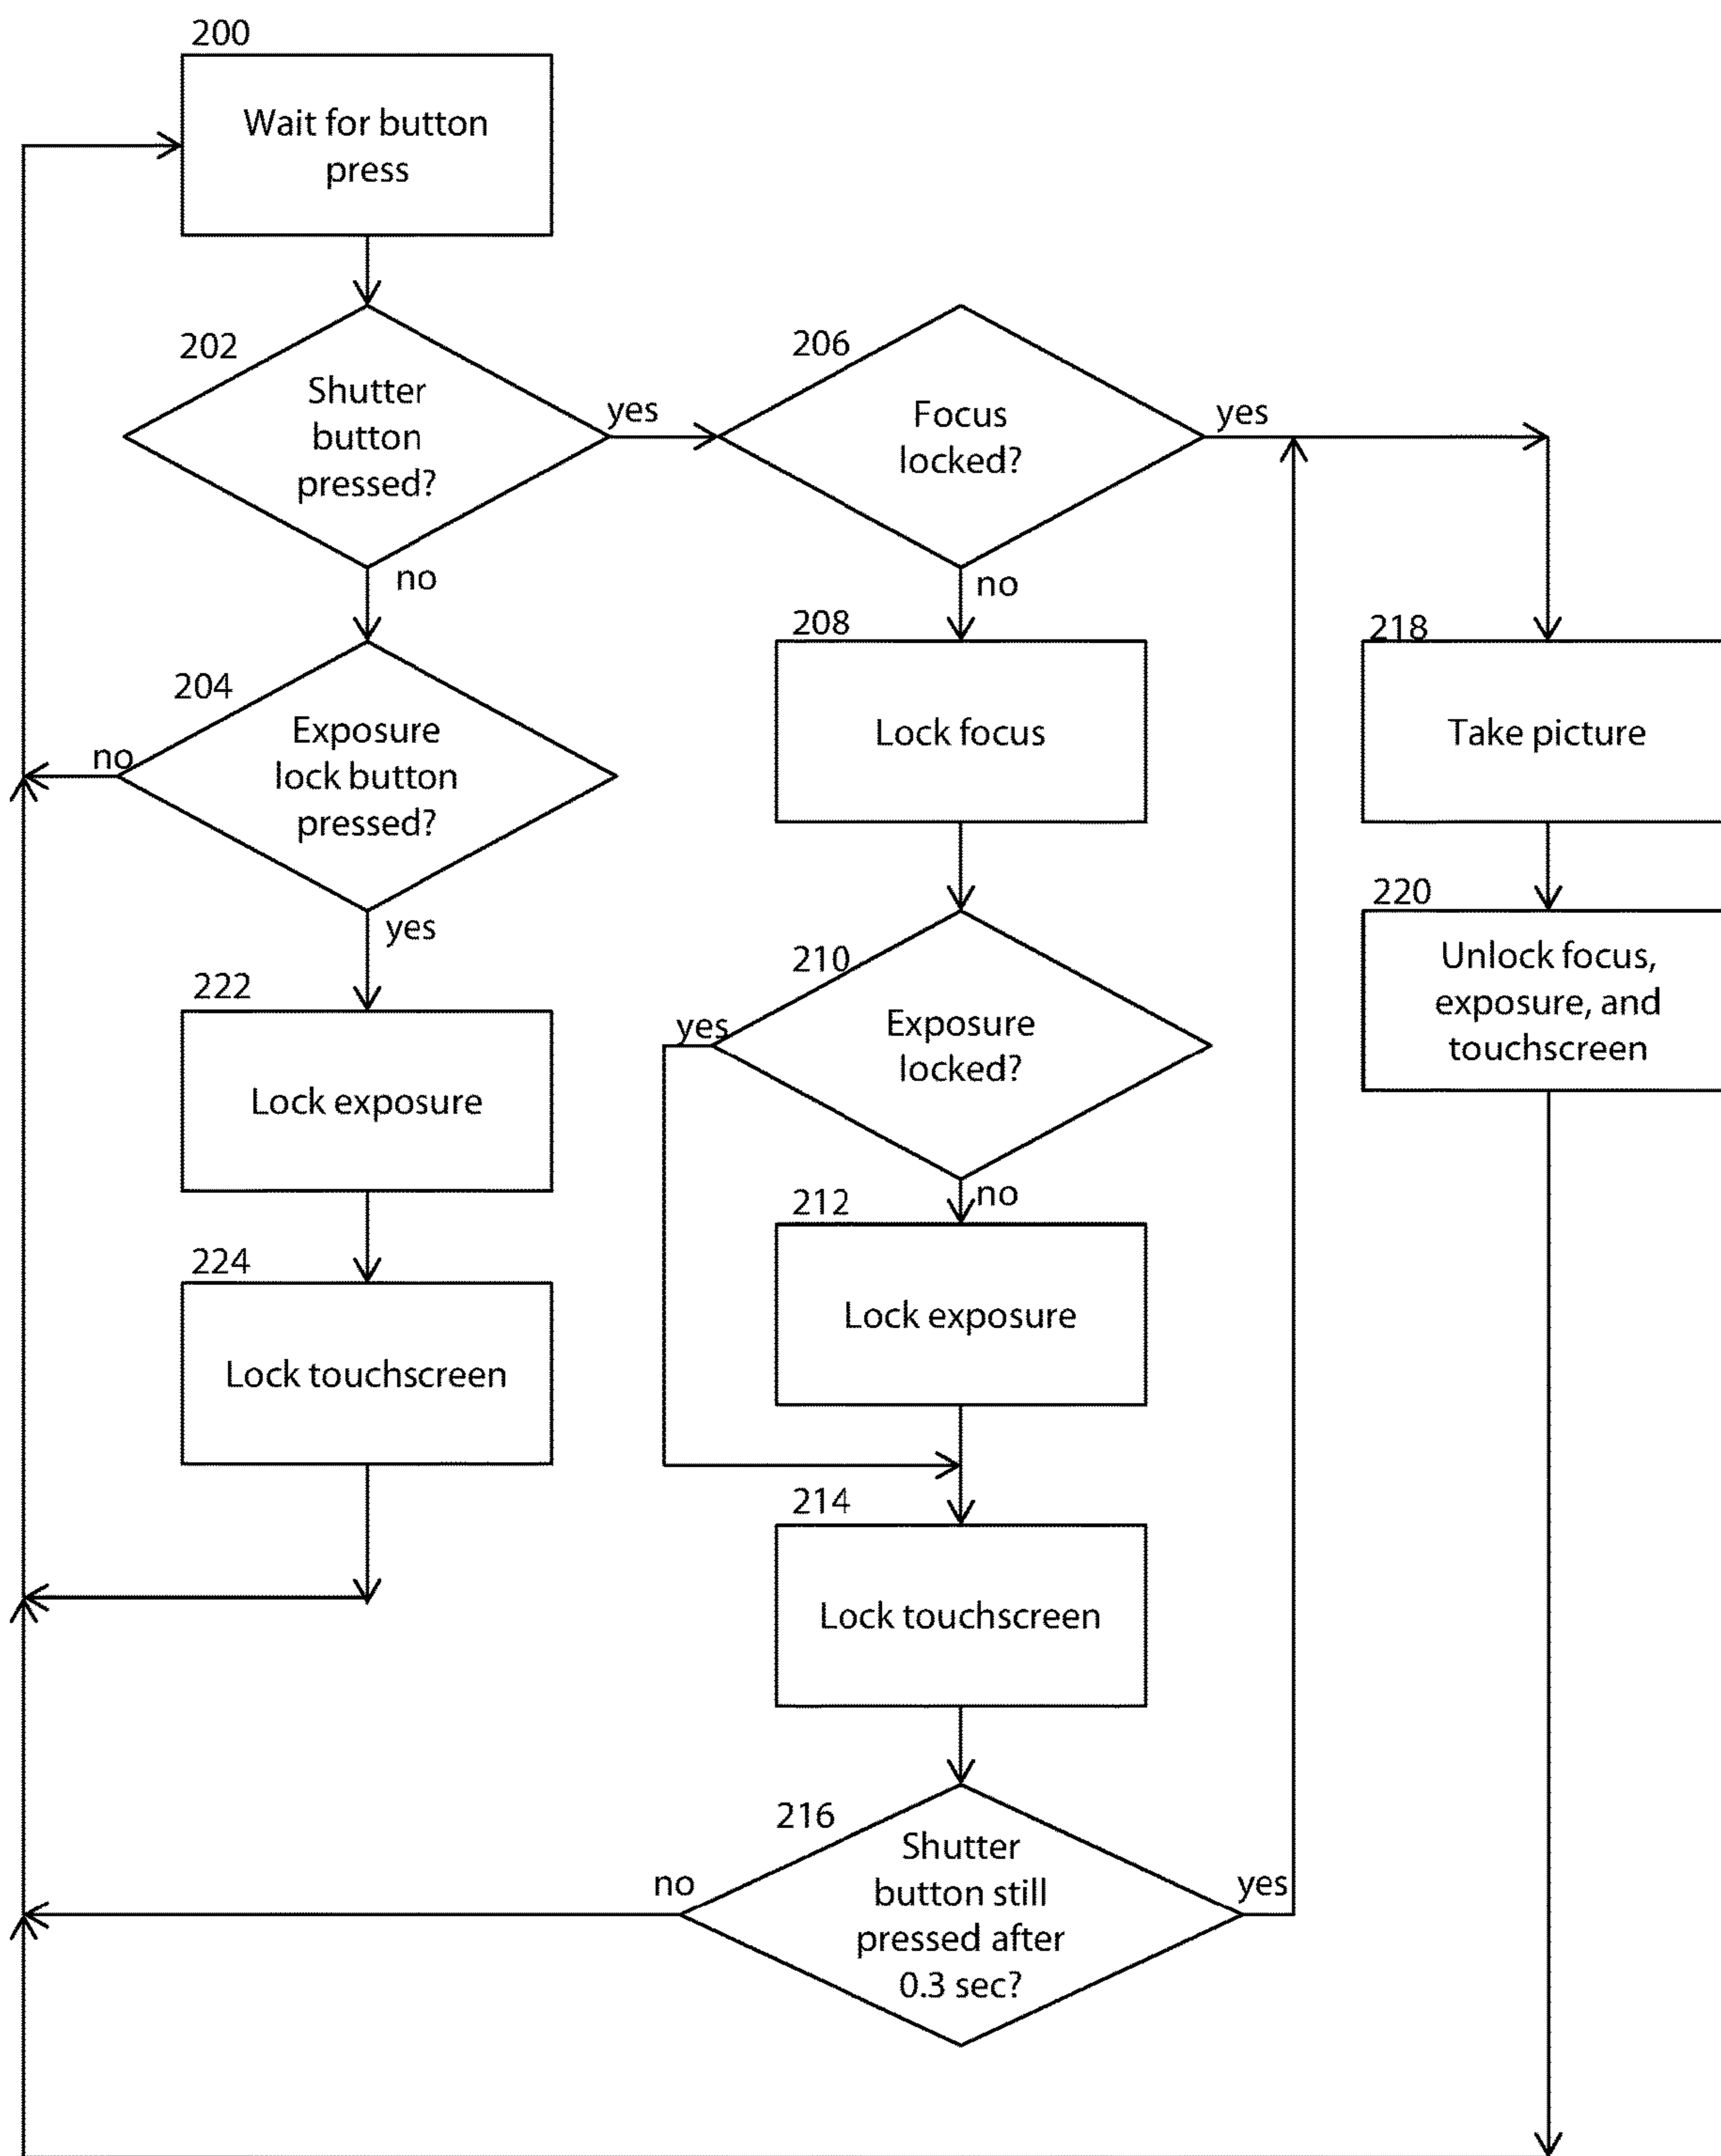 200
Wait for button
press
202
Shutter
button
pressed?
yes
no
206
Focus
locked?
yes
no
204
Exposure
lock button
pressed?
no
yes
208
Lock focus
218
Take picture
220
Unlock focus,
exposure, and
touchscreen
222
Lock exposure
210
Exposure
locked?
yes
no
212
Lock exposure
224
Lock touchscreen
214
Lock touchscreen
216
Shutter
button still
pressed after
0.3 sec?
no
yes